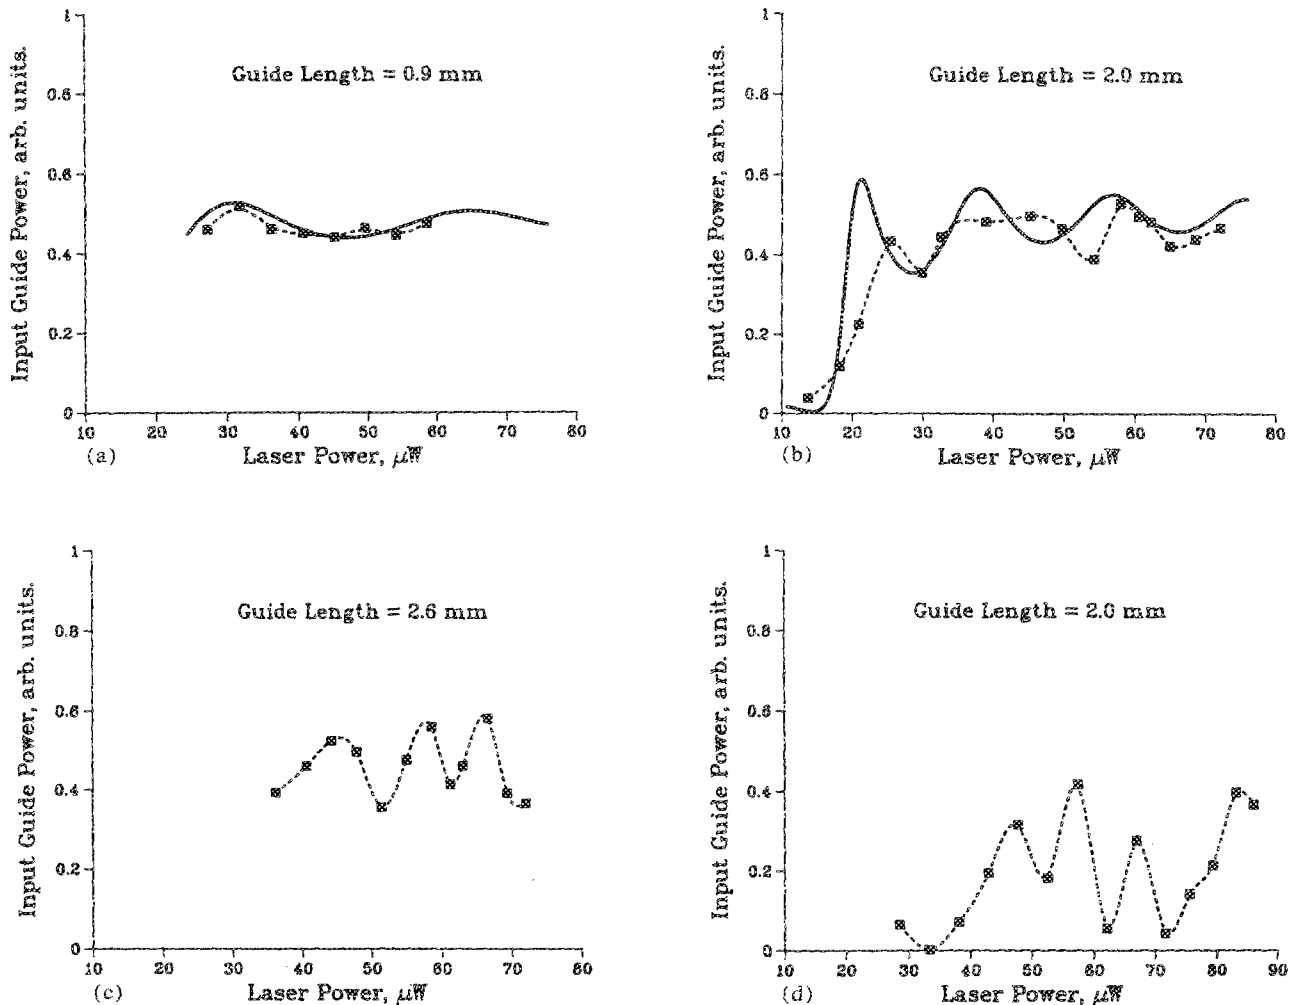 1
0.8
0.6
0.4
0.2
0
Input Guide Power, arb. units.
Guide Length = 0.9 mm
10 20 30 40 50 60 70 80
(a) Laser Power, μW
1
0.8
0.6
0.4
0.2
0
Input Guide Power, arb. units.
Guide Length = 2.0 mm
10 20 30 40 50 60 70 80
(b) Laser Power, μW
1
0.8
0.6
0.4
0.2
0
Input Guide Power, arb. units.
Guide Length = 2.6 mm
10 20 30 40 50 60 70 80
(c) Laser Power, μW
1
0.8
0.6
0.4
0.2
0
Input Guide Power, arb. units.
Guide Length = 2.0 mm
10 20 30 40 50 60 70 80 90
(d) Laser Power, μW